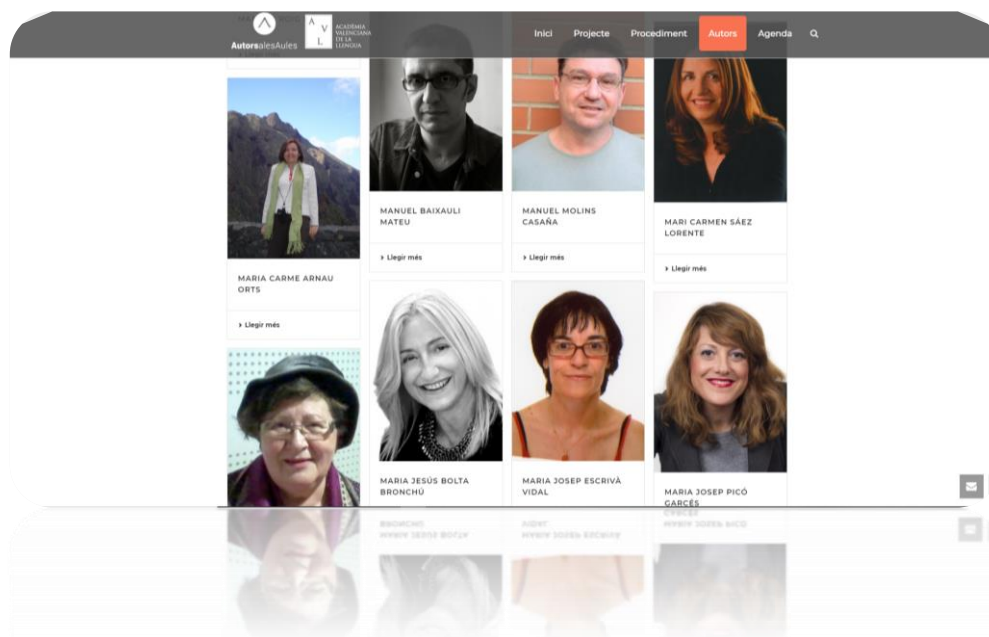 AutorsalesAules
A
V
L
ACADÈMIA
VALENCIANA
DE LA
LLENGUA
Inici
Projecte
Procediment
Autors
Agenda
MANUEL BAIXAULI
MATEU
› Llegir més
MANUEL MOLINS
CASAÑA
› Llegir més
MARI CARMEN SÁEZ
LORENTE
› Llegir més
MARIA CARME ARNAU
ORTS
› Llegir més
MARIA JESÚS BOLTA
BRONCHÚ
MARIA JOSEP ESCRIVÀ
VIDAL
MARIA JOSEP PICÓ
GARCÉS